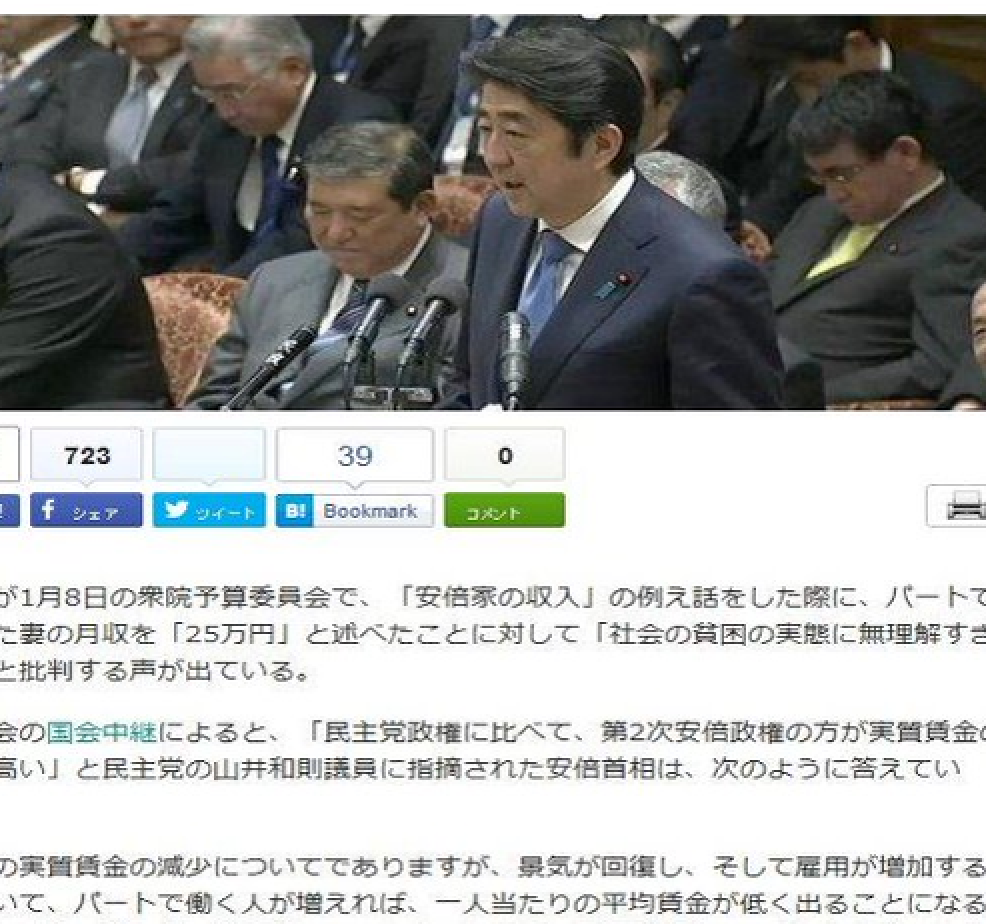 723
39
0
シェア
ツイート
B! Bookmark
コメント
が1月8日の衆院予算委員会で、「安倍家の収入」の例え話をした際に、パートで
た妻の月収を「25万円」と述べたことに対して「社会の貧困の実態に無理解すぎ
と批判する声が出ている。
会の国会中継によると、「民主党政権に比べて、第2次安倍政権の方が実質賃金の
高い」と民主党の山井和則議員に指摘された安倍首相は、次のように答えてい
の実質賃金の減少についてでありますが、景気が回復し、そして雇用が増加する
いて、パートで働く人が増えれば、一人当たりの平均賃金が低く出ることになる